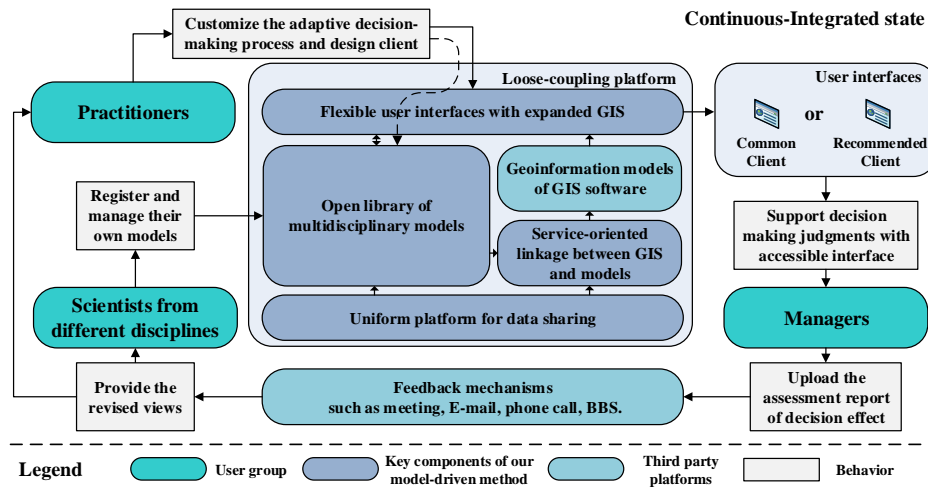 Continuous-Integrated state
Customize the adaptive decision-
making process and design client
Practitioners
Loose-coupling platform
Flexible user interfaces with expanded GIS
User interfaces
or
Common
Client
Recommended
Client
Geoinformation models
of GIS software
Register and
manage their
own models
Open library of
multidisciplinary models
Service-oriented
linkage between GIS
and models
Support decision
making judgments with
accessible interface
Scientists from
different disciplines
Uniform platform for data sharing
Managers
Provide the
revised views
Feedback mechanisms
such as meeting, E-mail, phone call, BBS.
Upload the
assessment report
of decision effect
Legend
User group
Key components of our
model-driven method
Third party
platforms
Behavior